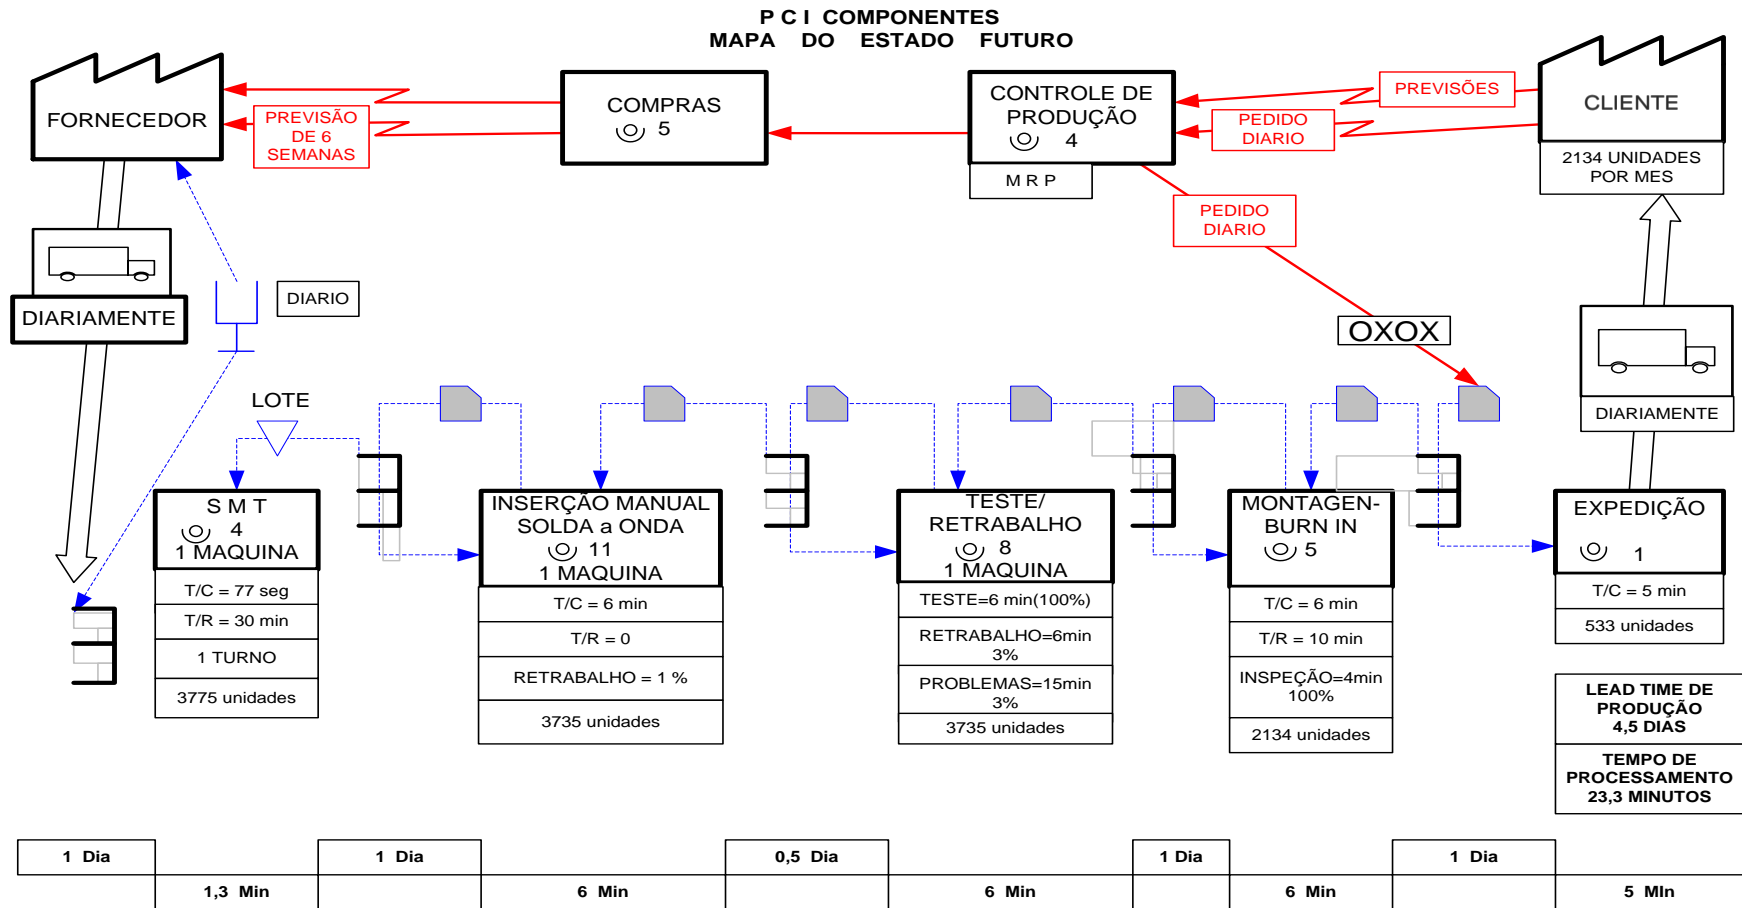 P C I COMPONENTES
MAPA DO ESTADO FUTURO
FORNECEDOR
PREVISÃO
DE 6
SEMANAS
COMPRAS
5
CONTROLE DE
PRODUÇÃO
4
M R P
PREVISÕES
PEDIDO
DIARIO
CLIENTE
2134 UNIDADES
POR MES
PEDIDO
DIARIO
DIARIAMENTE
DIARIO
OXOX
DIARIAMENTE
LOTE
S M T
4
1 MAQUINA
T/C = 77 seg
T/R = 30 min
1 TURNO
3775 unidades
INSERÇÃO MANUAL
SOLDA a ONDA
11
1 MAQUINA
T/C = 6 min
T/R = 0
RETRABALHO = 1 %
3735 unidades
TESTE/
RETRABALHO
8
1 MAQUINA
TESTE=6 min(100%)
RETRABALHO=6min
3%
PROBLEMAS=15min
3%
3735 unidades
MONTAGEN-
BURN IN
5
T/C = 6 min
T/R = 10 min
INSPEÇÃO=4min
100%
2134 unidades
EXPEDIÇÃO
1
T/C = 5 min
533 unidades
LEAD TIME DE
PRODUÇÃO
4,5 DIAS
TEMPO DE
PROCESSAMENTO
23,3 MINUTOS
1 Dia
1 Dia
0,5 Dia
1 Dia
1 Dia
1,3 Min
6 Min
6 Min
6 Min
5 MIn